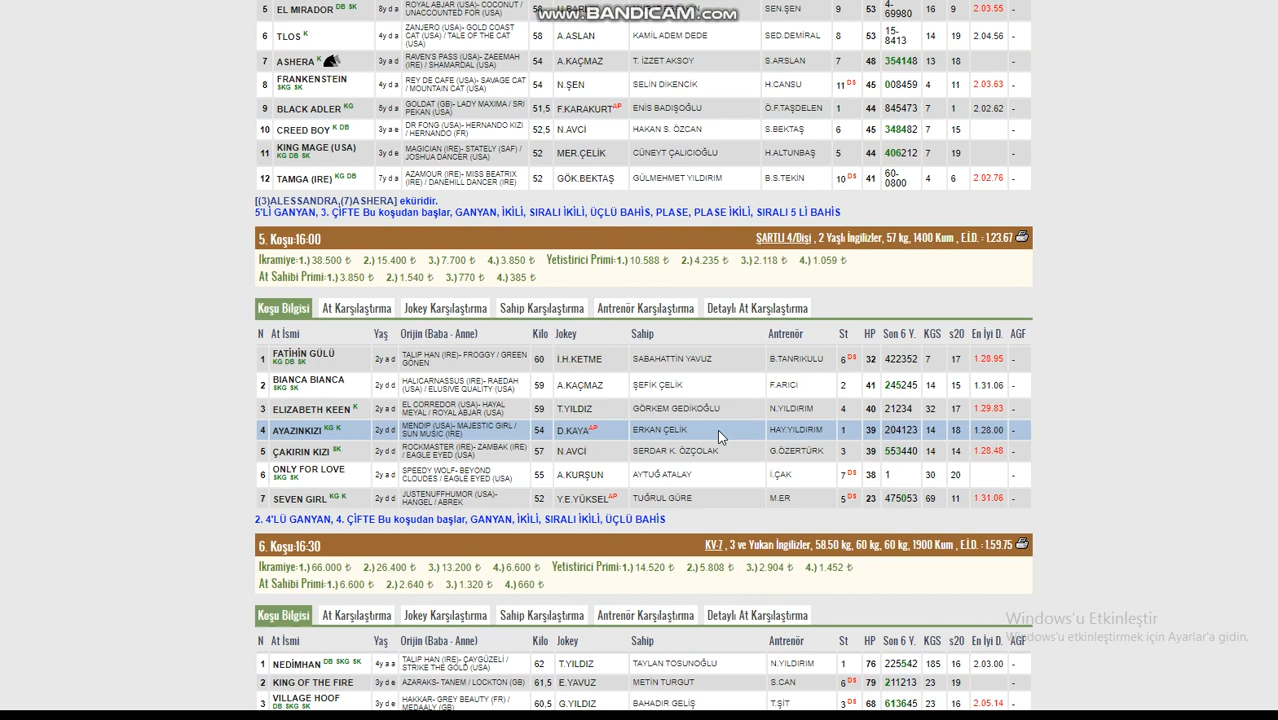 www.BANDICAM.com
5 EL MIRADOR DB SK 8y d a ROYAL ABJAR (USA)- COCONUT / UNACCOUNTED FOR (USA) 58 SEN.ŞEN 9 53 4-69980 16 9 2.03.55
6 TLOS K 4y d a ZANJERO (USA)- GOLD COAST CAT (USA) / TALE OF THE CAT (USA) 58 A.ASLAN KAMİL ADEM DEDE SED.DEMİRAL 8 53 15-8413 14 19 2.04.56
7 ASHERA K 3y a d RAVEN'S PASS (USA)- ZAEEMAH (IRE) / SHAMARDAL (USA) 54 A.KAÇMAZ T. İZZET AKSOY S.ARSLAN 7 48 354148 13 18
8 FRANKENSTEIN SKG SK 4y d a REY DE CAFE (USA)- SAVAGE CAT / MOUNTAIN CAT (USA) 54 N.ŞEN SELİN DİKENCİK H.CANSU 11 DS 45 008459 4 11 2.03.63 -
9 BLACK ADLER KG 5y d a GOLDAT (GB)- LADY MAXIMA / SRI PEKAN (USA) 51,5 F.KARAKURT AP ENİS BADIŞOĞLU Ö.F.TAŞDELEN 1 44 845473 7 1 2.02.62 -
10 CREED BOY K DB 3y a e DR FONG (USA)- HERNANDO KIZI / HERNANDO (FR) 52,5 N.AVCİ HAKAN S. ÖZCAN S.BEKTAŞ 6 45 348482 7 15 -
11 KING MAGE (USA) KG DB SK 3y d e MAGICIAN (IRE)- STATELY (SAF) / JOSHUA DANCER (USA) 52 MER.ÇELİK CÜNEYT ÇALICIOĞLU H.ALTUNBAŞ 5 44 406212 7 19 -
12 TAMGA (IRE) KG DB 7y d a AZAMOUR (IRE)- MISS BEATRIX (IRE) / DANEHILL DANCER (IRE) 52 GÖK.BEKTAŞ GÜLMEHMET YILDIRIM B.S.TEKİN 10 DS 41 60-0800 4 6 2.02.76 -
[(3)ALESSANDRA,(7)ASHERA] eküridir.
5'Lİ GANYAN, 3. ÇİFTE Bu koşudan başlar, GANYAN, İKİLİ, SIRALI İKİLİ, ÜÇLÜ BAHİS, PLASE, PLASE İKİLİ, SIRALI 5 Lİ BAHİS
5. Koşu:16:00 ŞARTLI 4/Dişi , 2 Yaşlı İngilizler, 57 kg, 1400 Kum , E.İ.D. : 1.23.67
İkramiye:1.) 38.500 ₺ 2.) 15.400 ₺ 3.) 7.700 ₺ 4.) 3.850 ₺ Yetistirici Primi:1.) 10.588 ₺ 2.) 4.235 ₺ 3.) 2.118 ₺ 4.) 1.059 ₺
At Sahibi Primi:1.) 3.850 ₺ 2.) 1.540 ₺ 3.) 770 ₺ 4.) 385 ₺
Koşu Bilgisi At Karşılaştırma Jokey Karşılaştırma Sahip Karşılaştırma Antrenör Karşılaştırma Detaylı At Karşılaştırma
N At İsmi Yaş Orijin (Baba - Anne) Kilo Jokey Sahip Antrenör St HP Son 6 Y. KGS s20 En İyi D. AGF
1 FATİHİN GÜLÜ KG DB SK 2y a d TALIP HAN (IRE)- FROGGY / GREEN GÖNEN 60 İ.H.KETME SABAHATTİN YAVUZ B.TANRIKULU 6 DS 32 422352 7 17 1.28.95 -
2 BIANCA BIANCA SKG SK 2y d d HALICARNASSUS (IRE)- RAEDAH (USA) / ELUSIVE QUALITY (USA) 59 A.KAÇMAZ ŞEFİK ÇELİK F.ARICI 2 41 245245 14 15 1.31.06 -
3 ELIZABETH KEEN K 2y d d EL CORREDOR (USA)- HAYAL MEYAL / ROYAL ABJAR (USA) 59 T.YILDIZ GÖRKEM GEDİKOĞLU N.YILDIRIM 4 40 21234 32 17 1.29.83 -
4 AYAZINKIZI KG K 2y d d MENDIP (USA)- MAJESTIC GIRL / SUN MUSIC (IRE) 54 D.KAYA AP ERKAN ÇELİK HAY.YILDIRIM 1 39 204123 14 18 1.28.00 -
5 ÇAKIRIN KIZI SK 2y d d ROCKMASTER (IRE)- ZAMBAK (IRE) / EAGLE EYED (USA) 57 N.AVCİ SERDAR K. ÖZÇOLAK G.ÖZERTÜRK 3 39 553440 14 14 1.28.48 -
6 ONLY FOR LOVE SKG SK 2y a d SPEEDY WOLF- BEYOND CLOUDES / EAGLE EYED (USA) 55 A.KURŞUN AYTUĞ ATALAY İ.ÇAK 7 DS 38 1 30 20 -
7 SEVEN GIRL KG K 2y d d JUSTENUFFHUMOR (USA)- HANGEL / ABREK 52 Y.E.YÜKSEL AP TUĞRUL GÜRE M.ER 5 DS 23 475053 69 11 1.31.06 -
2. 4'LÜ GANYAN, 4. ÇİFTE Bu koşudan başlar, GANYAN, İKİLİ, SIRALI İKİLİ, ÜÇLÜ BAHİS
6. Koşu:16:30 KV-7 , 3 ve Yukarı İngilizler, 58.50 kg, 60 kg, 60 kg, 1900 Kum , E.İ.D. : 1.59.75
İkramiye:1.) 66.000 ₺ 2.) 26.400 ₺ 3.) 13.200 ₺ 4.) 6.600 ₺ Yetistirici Primi:1.) 14.520 ₺ 2.) 5.808 ₺ 3.) 2.904 ₺ 4.) 1.452 ₺
At Sahibi Primi:1.) 6.600 ₺ 2.) 2.640 ₺ 3.) 1.320 ₺ 4.) 660 ₺
Koşu Bilgisi At Karşılaştırma Jokey Karşılaştırma Sahip Karşılaştırma Antrenör Karşılaştırma Detaylı At Karşılaştırma
Windows'u Etkinleştir
Windows'u etkinleştirmek için Ayarlar'a gidin.
N At İsmi Yaş Orijin (Baba - Anne) Kilo Jokey Sahip Antrenör St HP Son 6 Y. KGS s20 En İyi D. AGF
1 NEDİMHAN DB SKG SK 4y a a TALIP HAN (IRE)- ÇAYGÜZELİ / STRIKE THE GOLD (USA) 62 T.YILDIZ TAYLAN TOSUNOĞLU N.YILDIRIM 1 76 225542 185 16 2.03.00 -
2 KING OF THE FIRE 3y d e AZARAKS- TANEM / LOCKTON (GB) 61,5 E.YAVUZ METİN TURGUT S.CAN 6 DS 79 211213 23 19 -
3 VILLAGE HOOF DB SKG SK 3y d e HAKKAR- GREY BEAUTY (FR) / MEDAALY (GB) 60,5 G.YILDIZ BAHADIR GELİŞ T.ŞİT 3 DS 68 613645 23 16 2.05.14 -